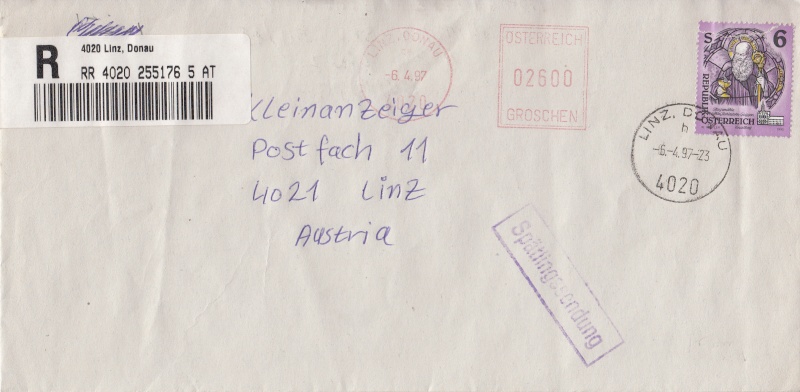 R
4020 Linz, Donau
RR 4020 255176 5 AT
LINZ, DONAU
-6. 4.97
4020
ÖSTERREICH
02600
GROSCHEN
S 6
REPUBLIK
ÖSTERREICH
LINZ, DONAU
h
-6.-4.97-23
4020
Kleinanzeiger
Postfach 11
4021 Linz
Austria
Spätlingssendung